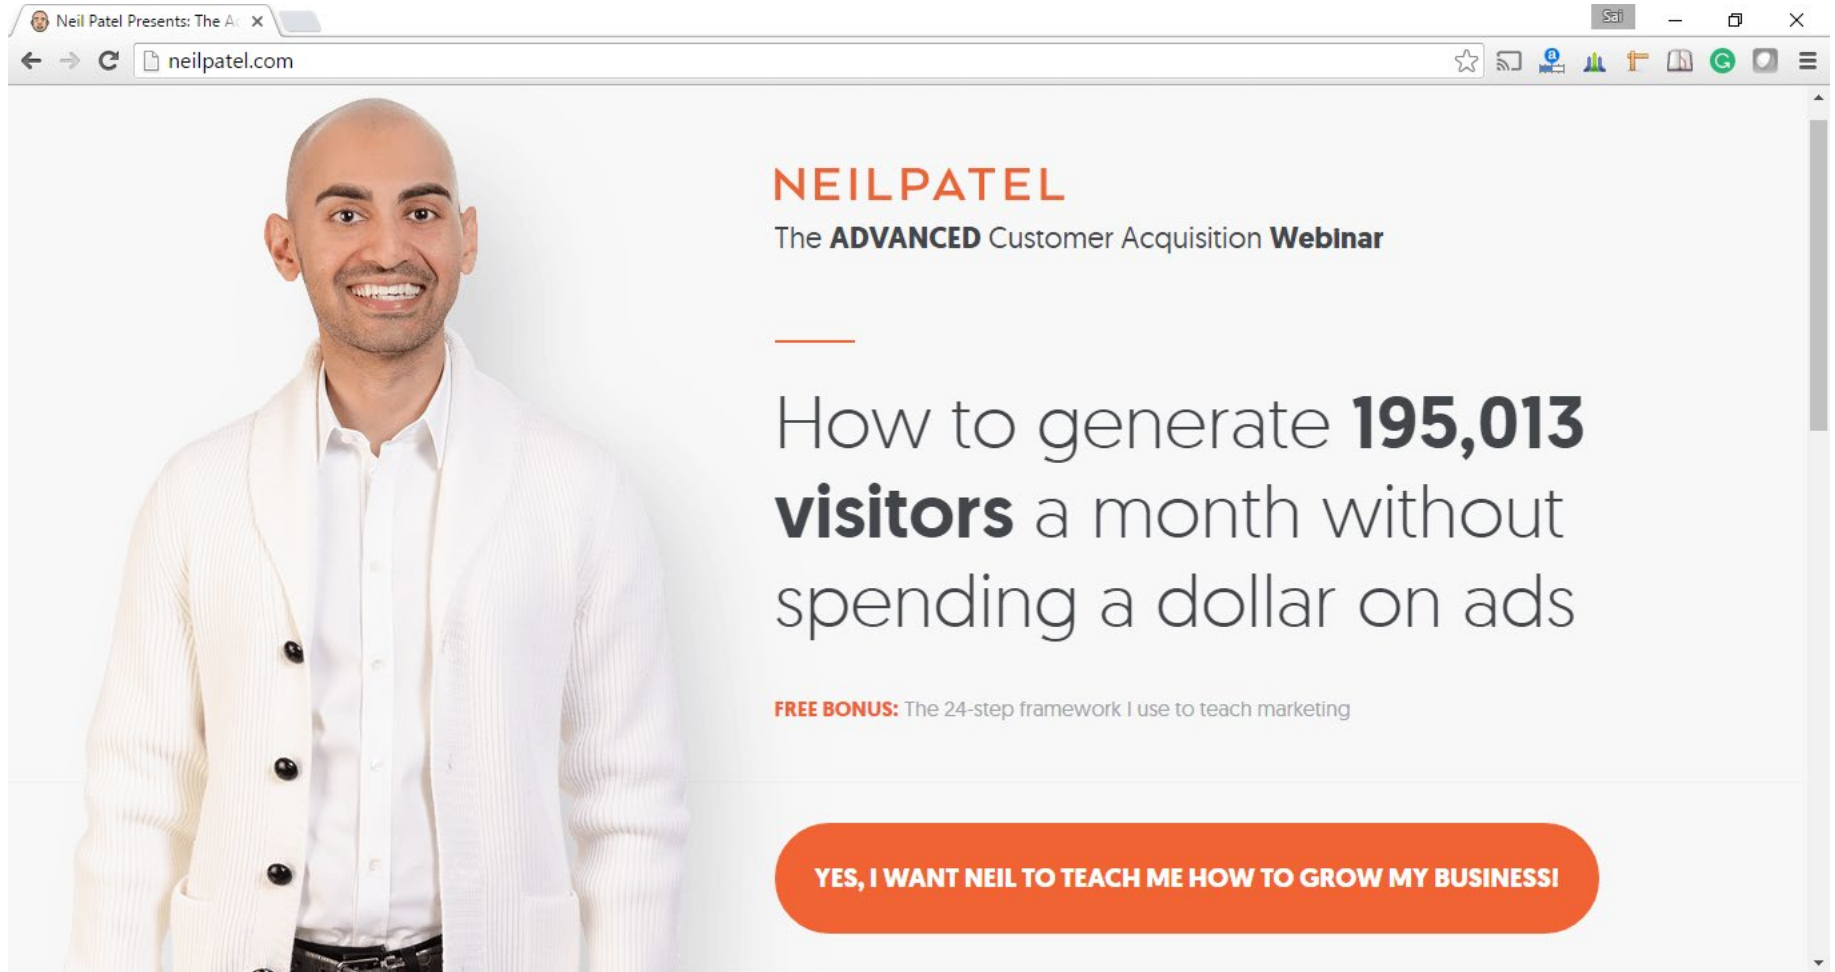 Neil Patel Presents: The Ac
Sai
neilpatel.com
NEILPATEL
The ADVANCED Customer Acquisition Webinar
How to generate 195,013
visitors a month without
spending a dollar on ads
FREE BONUS: The 24-step framework I use to teach marketing
YES, I WANT NEIL TO TEACH ME HOW TO GROW MY BUSINESS!